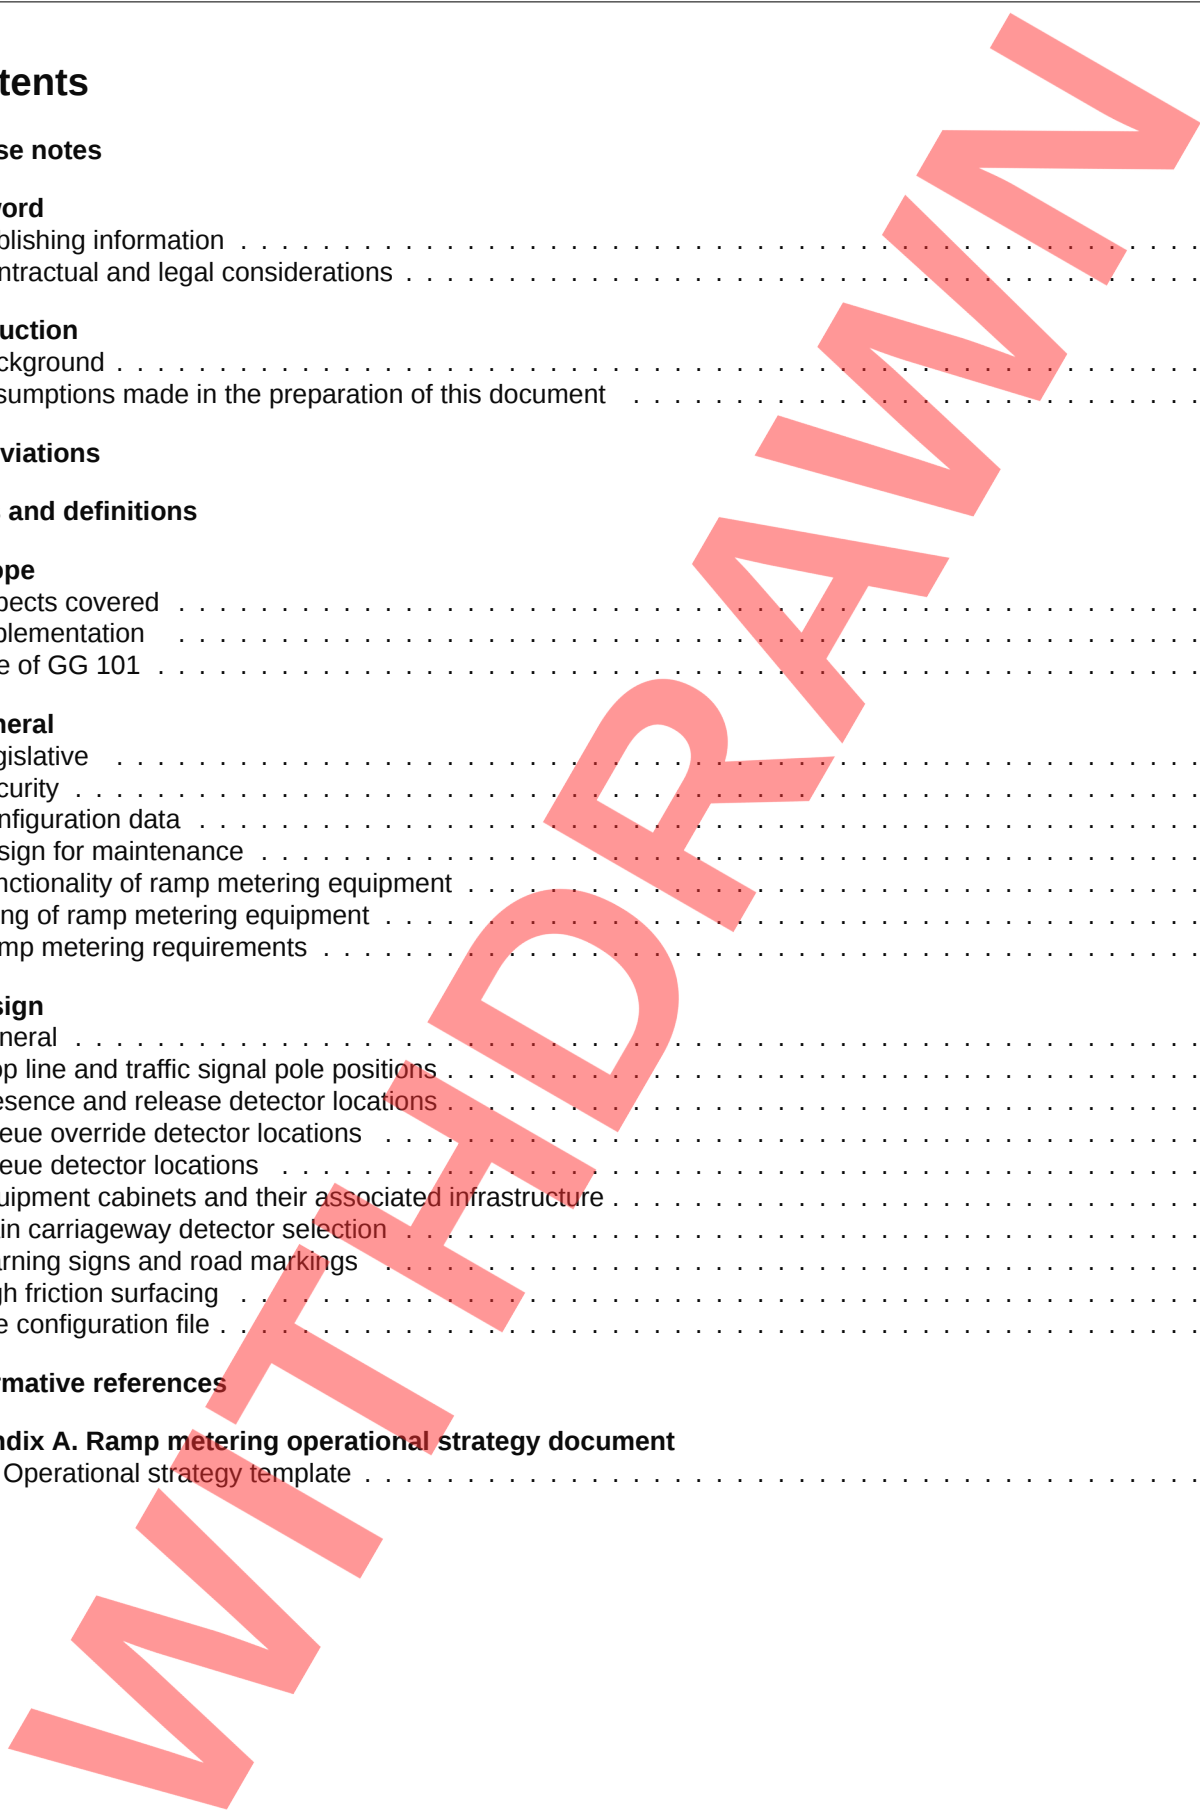 tents
se notes
ord
blishing information . . . . . . . . . . . . . . . . . . . . . . . . . . . . . . . . . . . . . . . . . . . . . . .
ntractual and legal considerations . . . . . . . . . . . . . . . . . . . . . . . . . . . . . . . . . . . . . . .
uction
ckground . . . . . . . . . . . . . . . . . . . . . . . . . . . . . . . . . . . . . . . . . . . . . . . . . . . . .
sumptions made in the preparation of this document . . . . . . . . . . . . . . . . . . . . . . . . . . . .
viations
and definitions
ope
pects covered . . . . . . . . . . . . . . . . . . . . . . . . . . . . . . . . . . . . . . . . . . . . . . . . . .
plementation . . . . . . . . . . . . . . . . . . . . . . . . . . . . . . . . . . . . . . . . . . . . . . . . . .
e of GG 101 . . . . . . . . . . . . . . . . . . . . . . . . . . . . . . . . . . . . . . . . . . . . . . . . . . .
neral
gislative . . . . . . . . . . . . . . . . . . . . . . . . . . . . . . . . . . . . . . . . . . . . . . . . . . . . .
curity . . . . . . . . . . . . . . . . . . . . . . . . . . . . . . . . . . . . . . . . . . . . . . . . . . . . . . .
nfiguration data . . . . . . . . . . . . . . . . . . . . . . . . . . . . . . . . . . . . . . . . . . . . . . . . .
sign for maintenance . . . . . . . . . . . . . . . . . . . . . . . . . . . . . . . . . . . . . . . . . . . . . .
nctionality of ramp metering equipment . . . . . . . . . . . . . . . . . . . . . . . . . . . . . . . . . . . .
ing of ramp metering equipment . . . . . . . . . . . . . . . . . . . . . . . . . . . . . . . . . . . . . . . .
mp metering requirements . . . . . . . . . . . . . . . . . . . . . . . . . . . . . . . . . . . . . . . . . . .
sign
neral . . . . . . . . . . . . . . . . . . . . . . . . . . . . . . . . . . . . . . . . . . . . . . . . . . . . . . .
op line and traffic signal pole positions . . . . . . . . . . . . . . . . . . . . . . . . . . . . . . . . . . . . .
esence and release detector locations . . . . . . . . . . . . . . . . . . . . . . . . . . . . . . . . . . . . .
eue override detector locations . . . . . . . . . . . . . . . . . . . . . . . . . . . . . . . . . . . . . . . .
eue detector locations . . . . . . . . . . . . . . . . . . . . . . . . . . . . . . . . . . . . . . . . . . . . .
uipment cabinets and their associated infrastructure . . . . . . . . . . . . . . . . . . . . . . . . . . . . .
in carriageway detector selection . . . . . . . . . . . . . . . . . . . . . . . . . . . . . . . . . . . . . . .
arning signs and road markings . . . . . . . . . . . . . . . . . . . . . . . . . . . . . . . . . . . . . . . .
gh friction surfacing . . . . . . . . . . . . . . . . . . . . . . . . . . . . . . . . . . . . . . . . . . . . . . .
e configuration file . . . . . . . . . . . . . . . . . . . . . . . . . . . . . . . . . . . . . . . . . . . . . . . .
rmative references
ndix A. Ramp metering operational strategy document
Operational strategy template . . . . . . . . . . . . . . . . . . . . . . . . . . . . . . . . . . . . . . . . .
WITHDRAWN